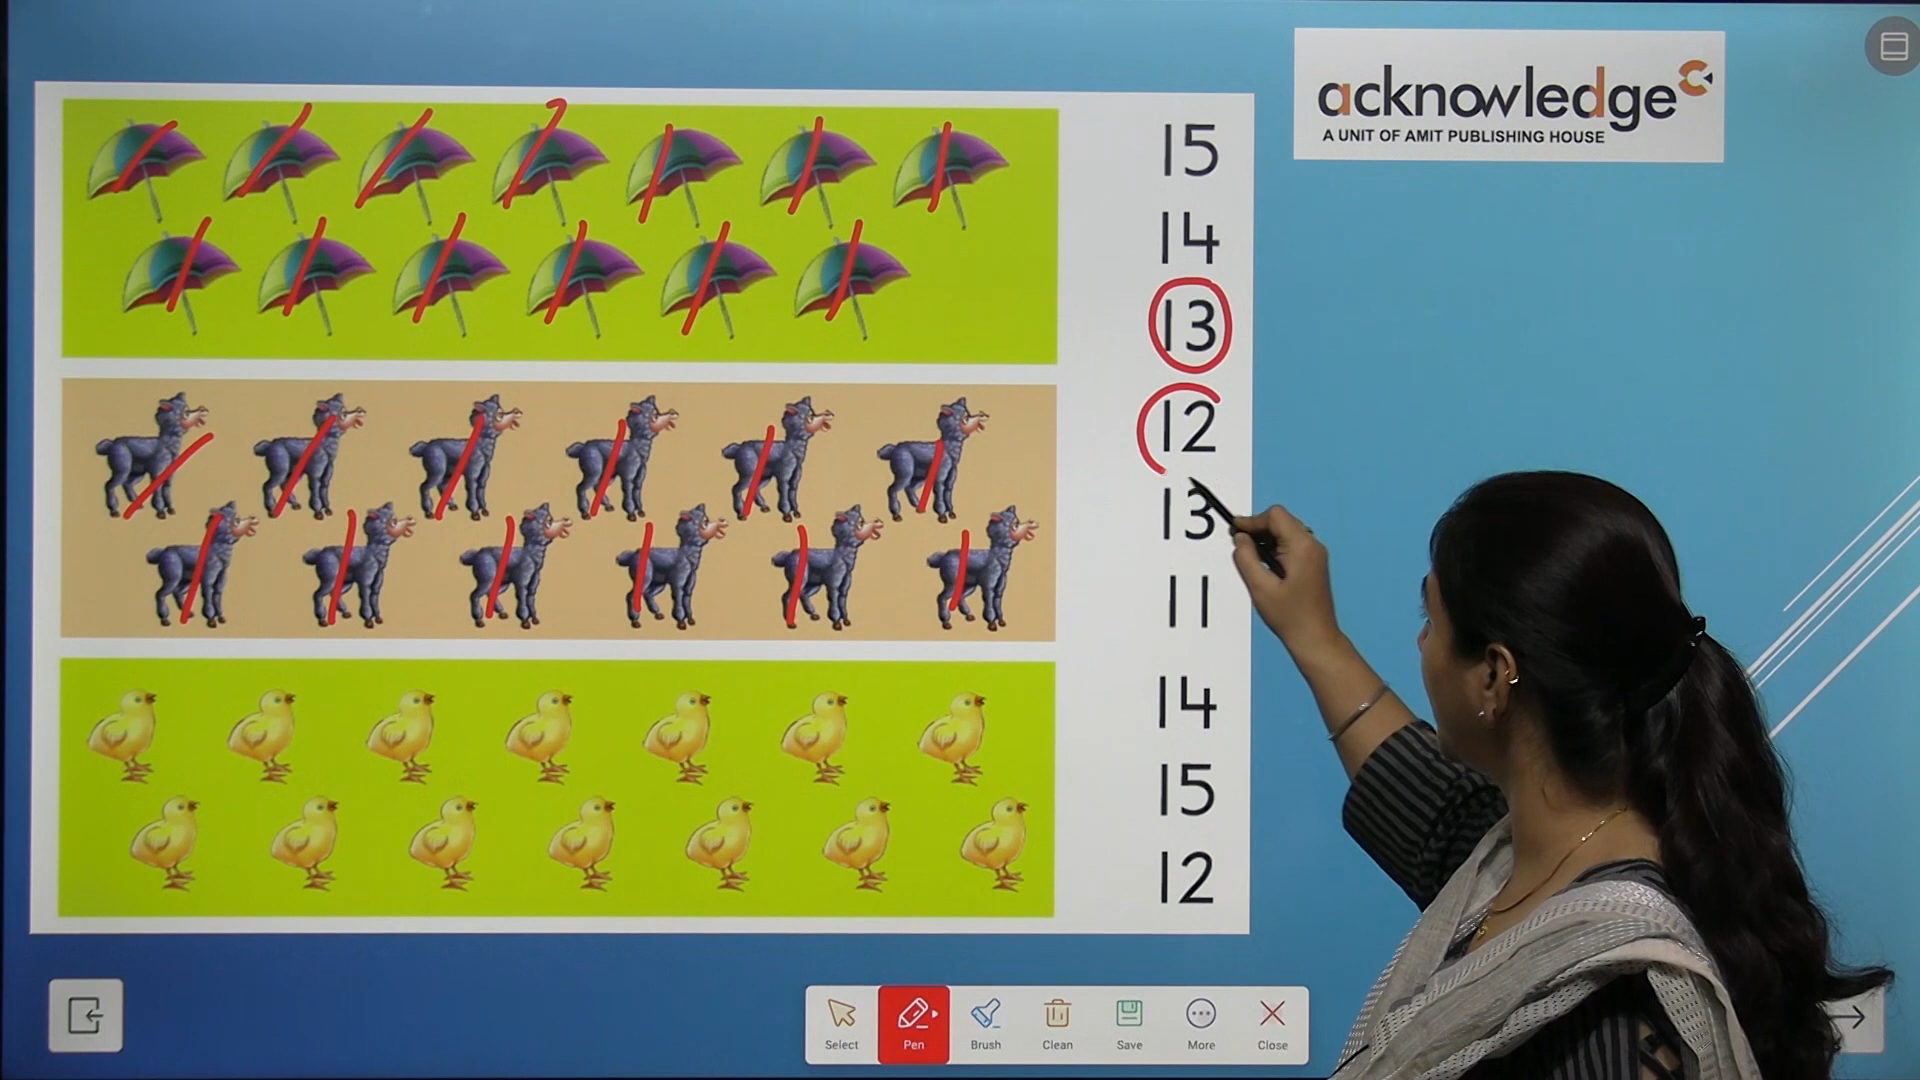 acknowledge
A UNIT OF AMIT PUBLISHING HOUSE
15
14
13
12
13
11
14
15
12
Select
Pen
Brush
Clean
Save
More
Close